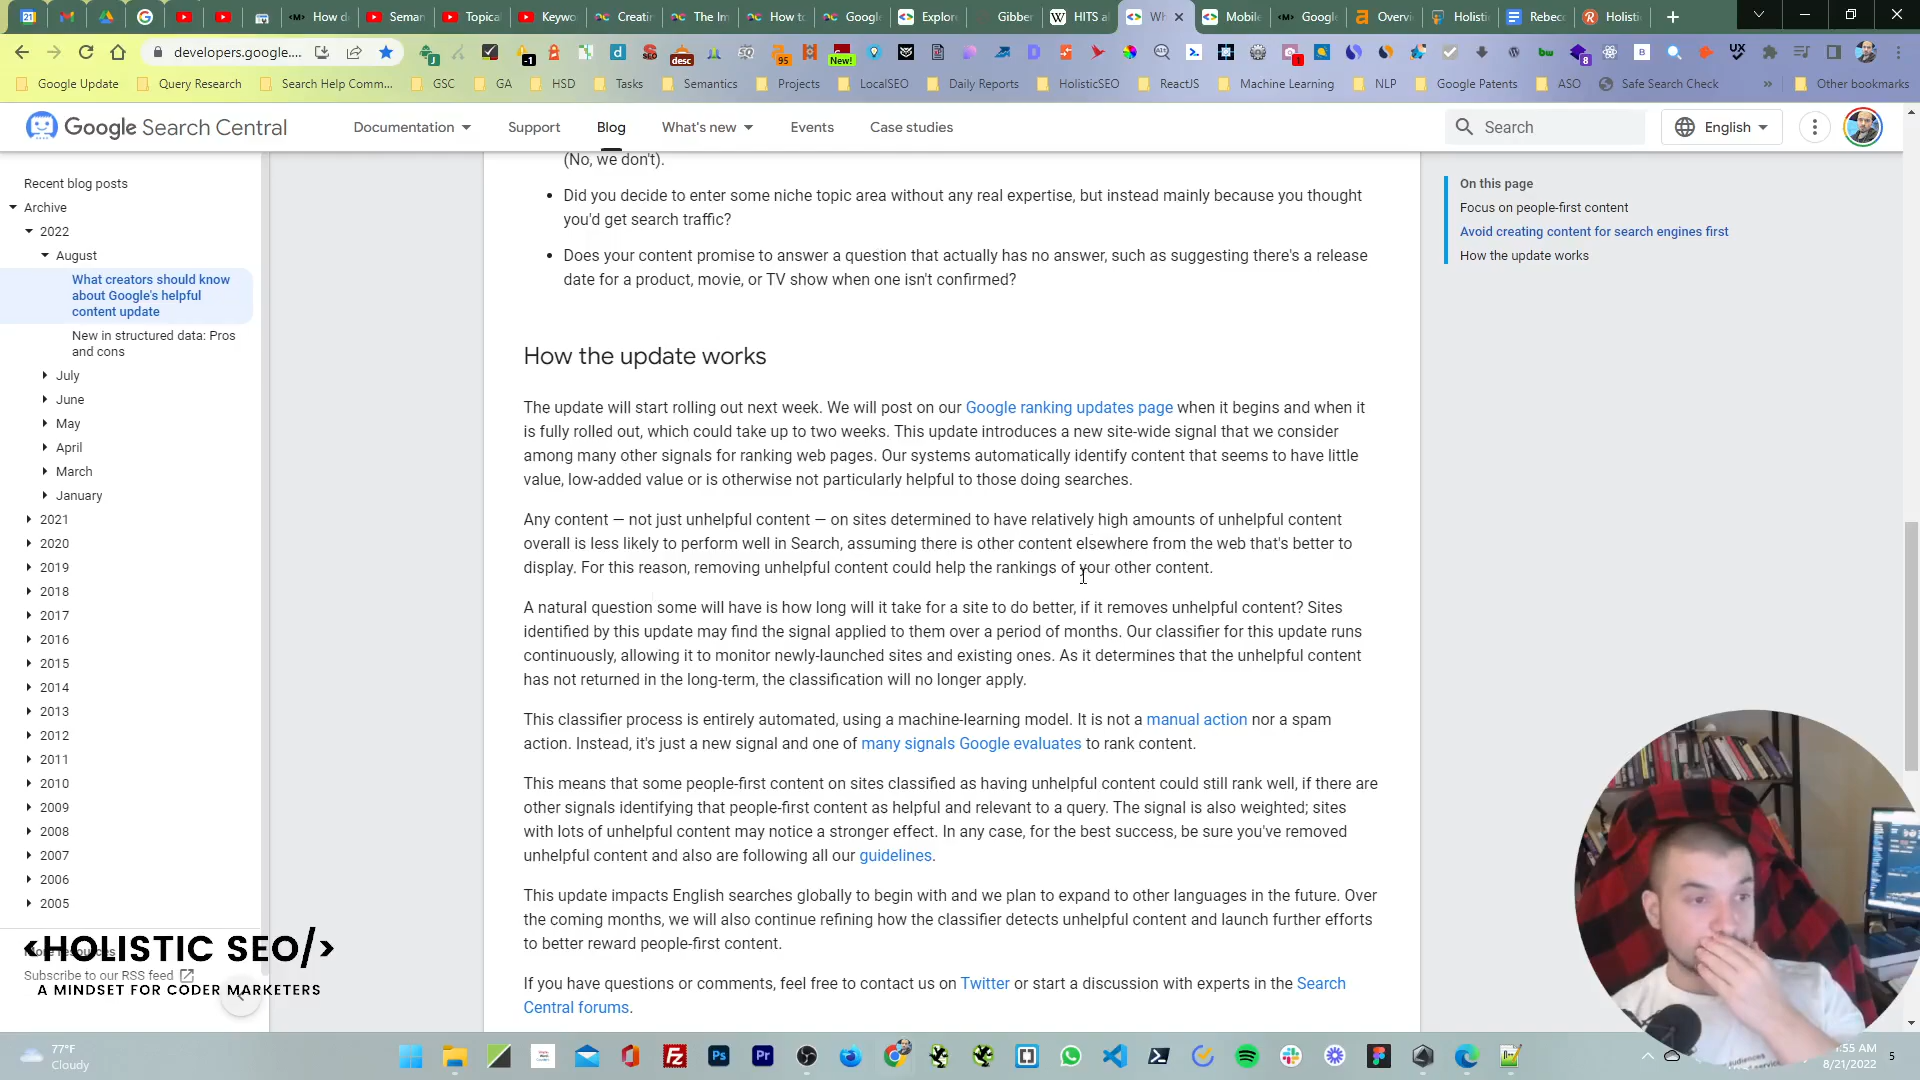 How d
Seman
Topica
Keywo
Creatin
The Im
How to
Google
Explor
Gibber
HITS a
Wh
Mobile
Googl
Overvi
Holisti
Rebec
Holisti
developers.google....
Google Update
Query Research
Search Help Comm...
GSC
GA
HSD
Tasks
Semantics
Projects
LocalSEO
Daily Reports
HolisticSEO
ReactJS
Machine Learning
NLP
Google Patents
ASO
Safe Search Check
Other bookmarks
Google Search Central
Documentation
Support
Blog
What's new
Events
Case studies
Search
English
Recent blog posts
Archive
2022
August
What creators should know
about Google's helpful
content update
New in structured data: Pros
and cons
July
June
May
April
March
January
2021
2020
2019
2018
2017
2016
2015
2014
2013
2012
2011
2010
2009
2008
2007
2006
2005
Subscribe to our RSS feed
<HOLISTIC SEO/>
A MINDSET FOR CODER MARKETERS
(No, we don't).
• Did you decide to enter some niche topic area without any real expertise, but instead mainly because you thought
you'd get search traffic?
• Does your content promise to answer a question that actually has no answer, such as suggesting there's a release
date for a product, movie, or TV show when one isn't confirmed?
How the update works
The update will start rolling out next week. We will post on our Google ranking updates page when it begins and when it
is fully rolled out, which could take up to two weeks. This update introduces a new site-wide signal that we consider
among many other signals for ranking web pages. Our systems automatically identify content that seems to have little
value, low-added value or is otherwise not particularly helpful to those doing searches.
Any content — not just unhelpful content — on sites determined to have relatively high amounts of unhelpful content
overall is less likely to perform well in Search, assuming there is other content elsewhere from the web that's better to
display. For this reason, removing unhelpful content could help the rankings of your other content.
A natural question some will have is how long will it take for a site to do better, if it removes unhelpful content? Sites
identified by this update may find the signal applied to them over a period of months. Our classifier for this update runs
continuously, allowing it to monitor newly-launched sites and existing ones. As it determines that the unhelpful content
has not returned in the long-term, the classification will no longer apply.
This classifier process is entirely automated, using a machine-learning model. It is not a manual action nor a spam
action. Instead, it's just a new signal and one of many signals Google evaluates to rank content.
This means that some people-first content on sites classified as having unhelpful content could still rank well, if there are
other signals identifying that people-first content as helpful and relevant to a query. The signal is also weighted; sites
with lots of unhelpful content may notice a stronger effect. In any case, for the best success, be sure you've removed
unhelpful content and also are following all our guidelines.
This update impacts English searches globally to begin with and we plan to expand to other languages in the future. Over
the coming months, we will also continue refining how the classifier detects unhelpful content and launch further efforts
to better reward people-first content.
If you have questions or comments, feel free to contact us on Twitter or start a discussion with experts in the Search
Central forums.
On this page
Focus on people-first content
Avoid creating content for search engines first
How the update works
77°F
Cloudy
:55 AM
8/21/2022
5